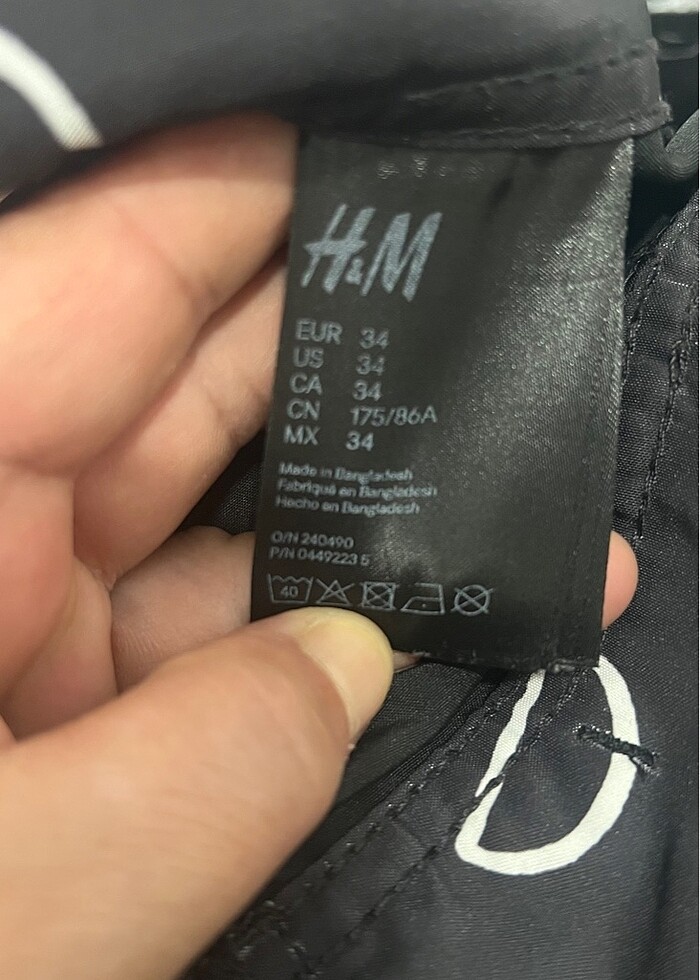 H&M
EUR 34
US 34
CA 34
CN 175/86A
MX 34
Made in Bangladesh
Fabriqué en Bangladesh
Hecho en Bangladesh
O/N 240490
P/N 0449223 5
40